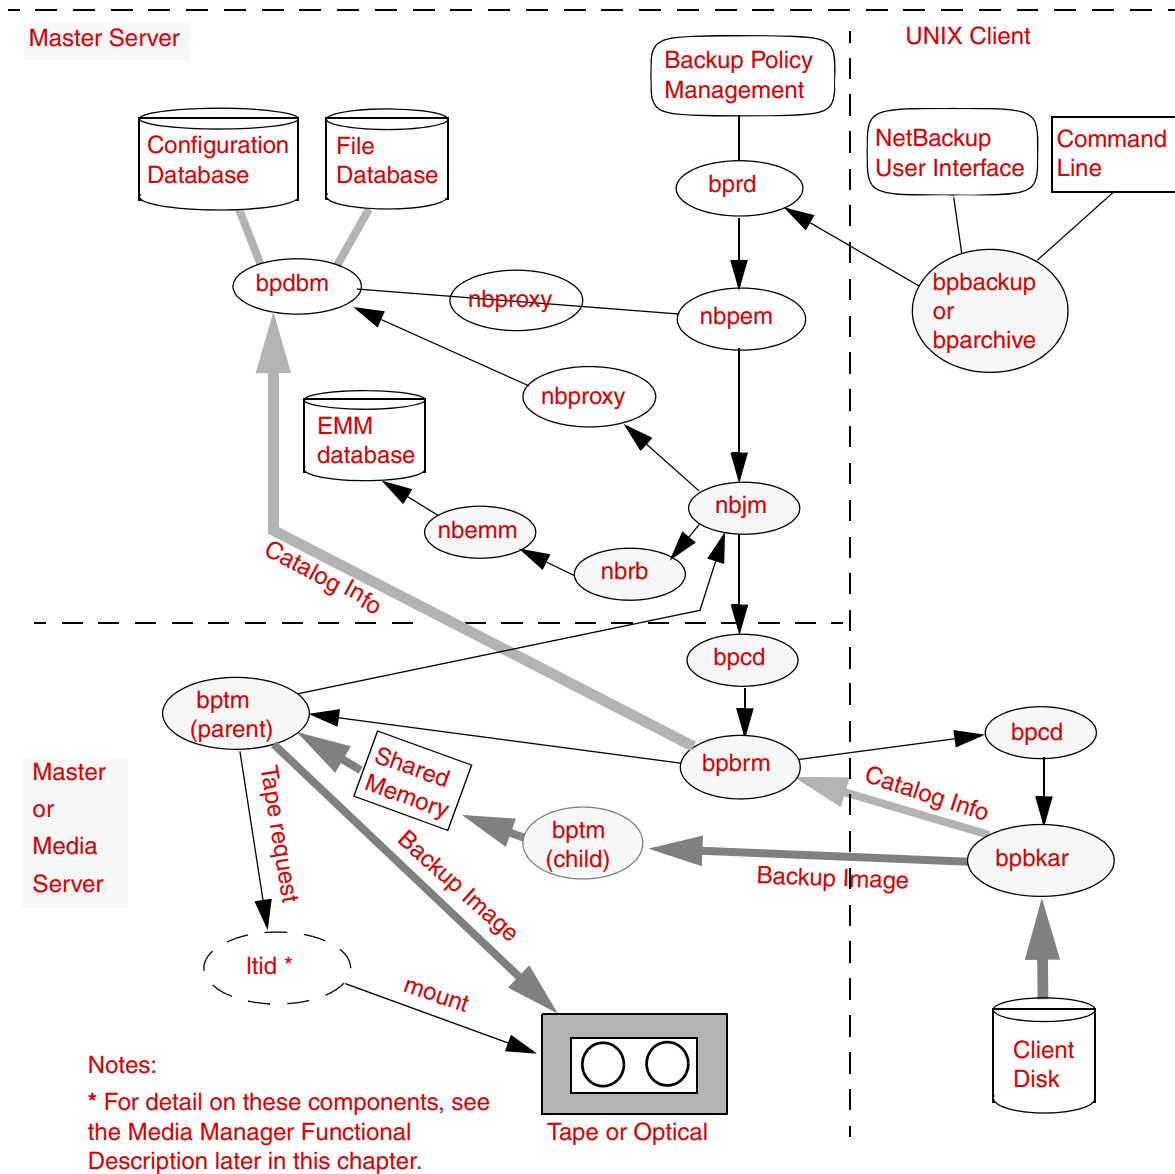 Master Server
UNIX Client
Backup Policy
Management
Configuration
Database
File
Database
NetBackup
User Interface
Command
Line
bprd
bpdbm
nbproxy
nbpem
bpbackup
or
bparchive
nbproxy
EMM
database
nbjm
nbemm
nbrb
Catalog Info
bpcd
bptm
(parent)
bpbrm
bpcd
Shared
Memory
Catalog Info
Master
or
Media
Server
Tape request
Backup Image
bptm
(child)
bpbkar
Backup Image
ltid *
mount
Client
Disk
Notes:
* For detail on these components, see
the Media Manager Functional
Description later in this chapter.
Tape or Optical